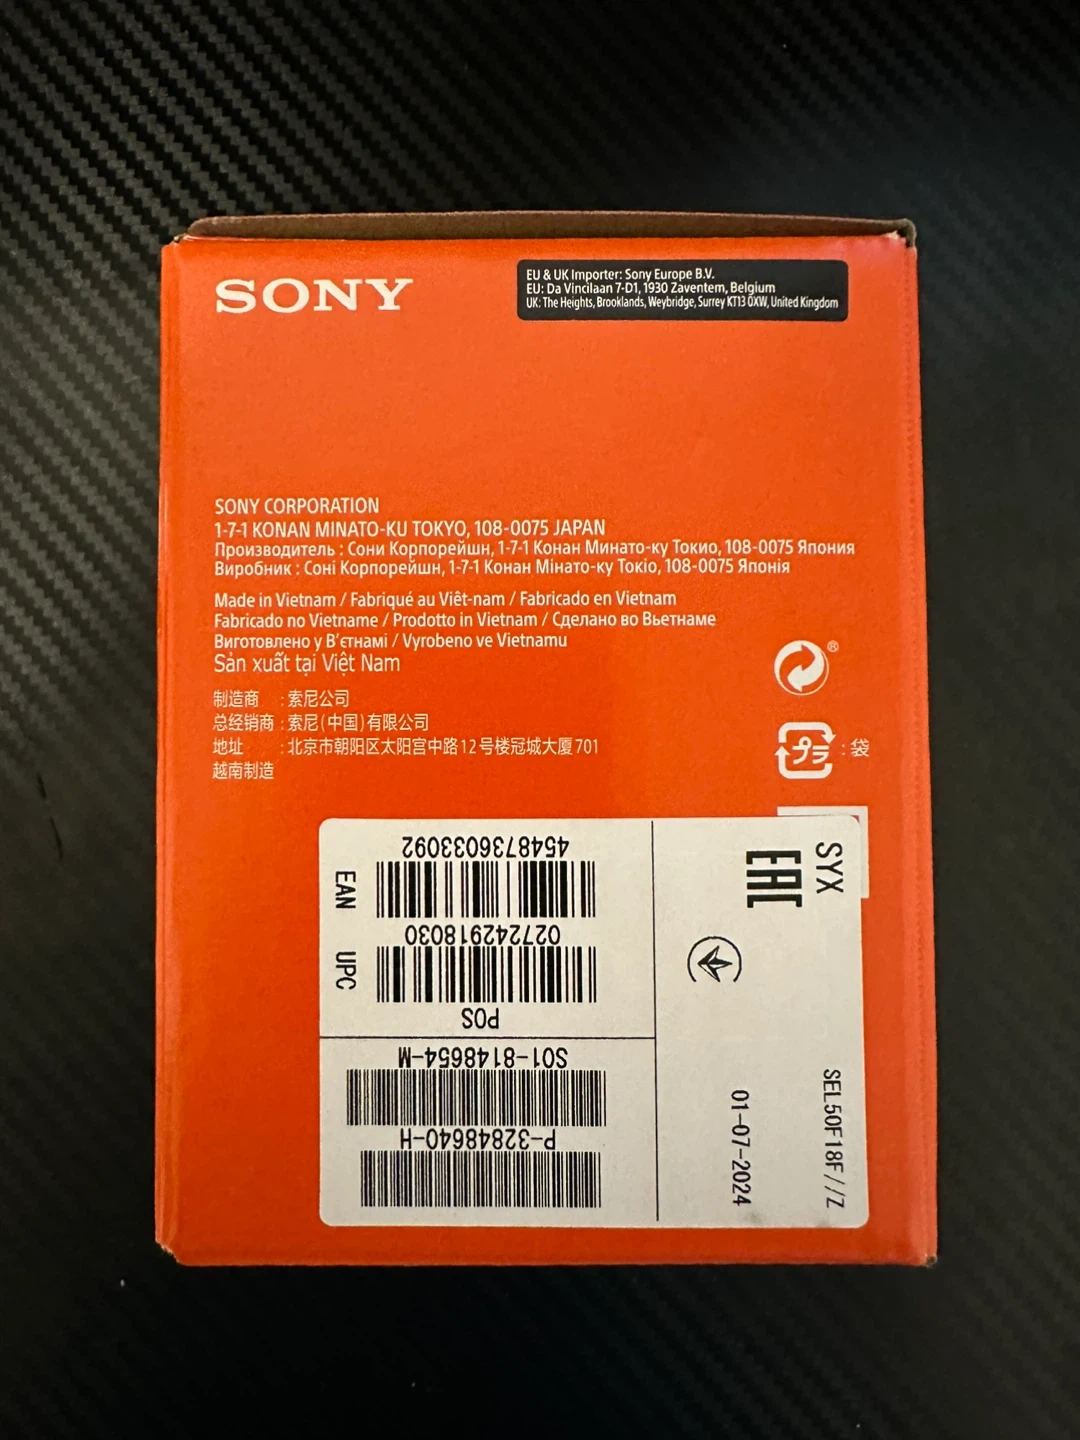 SONY
EU & UK Importer: Sony Europe B.V.
EU: Da Vincilaan 7-D1, 1930 Zaventem, Belgium
UK: The Heights, Brooklands, Weybridge, Surrey KT13 0XW, United Kingdom
SONY CORPORATION
1-7-1 KONAN MINATO-KU TOKYO, 108-0075 JAPAN
Производитель : Сони Корпорейшн, 1-7-1 Конан Минато-ку Токио, 108-0075 Япония
Виробник : Соні Корпорейшн, 1-7-1 Конан Мінато-ку Токіо, 108-0075 Японія
Made in Vietnam / Fabriqué au Viêt-nam / Fabricado en Vietnam
Fabricado no Vietname / Prodotto in Vietnam / Сделано во Вьетнаме
Виготовлено у В'єтнамі / Vyrobeno ve Vietnamu
Sản xuất tại Việt Nam
®
制造商 : 索尼公司
总经销商 : 索尼(中国)有限公司
地址 : 北京市朝阳区太阳宫中路12号楼冠城大厦701
越南制造
プラ : 袋
4548736033092
EAN
027242918030
UPC
POS
S01-8148654-M
P-32848640-H
SYX
EAC
SEL50F18F//Z
01-07-2024